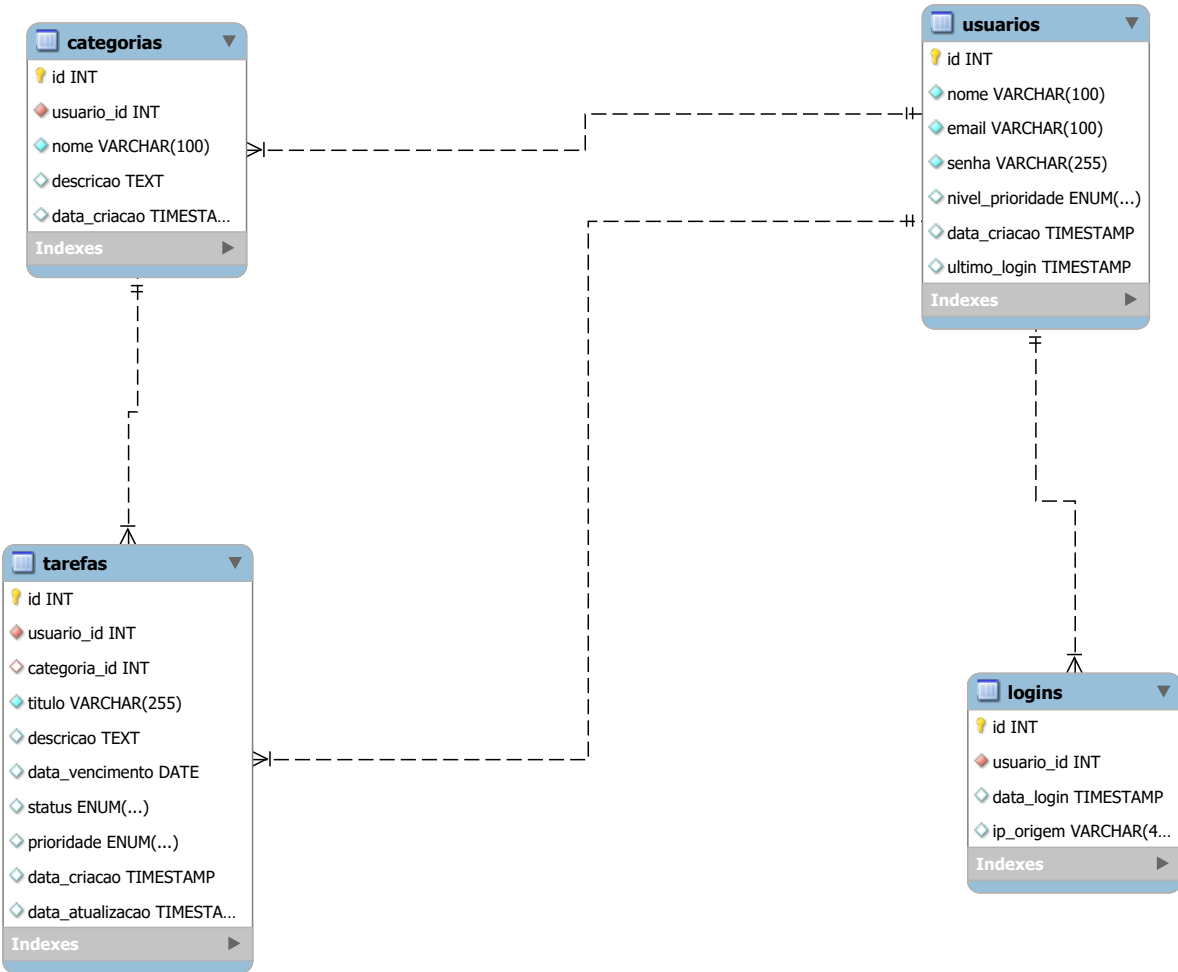 categorias
id INT
usuario_id INT
nome VARCHAR(100)
descricao TEXT
data_criacao TIMESTA...
Indexes
usuarios
id INT
nome VARCHAR(100)
email VARCHAR(100)
senha VARCHAR(255)
nivel_prioridade ENUM(...)
data_criacao TIMESTAMP
ultimo_login TIMESTAMP
Indexes
tarefas
id INT
usuario_id INT
categoria_id INT
titulo VARCHAR(255)
descricao TEXT
data_vencimento DATE
status ENUM(...)
prioridade ENUM(...)
data_criacao TIMESTAMP
data_atualizacao TIMESTA...
Indexes
logins
id INT
usuario_id INT
data_login TIMESTAMP
ip_origem VARCHAR(4...
Indexes